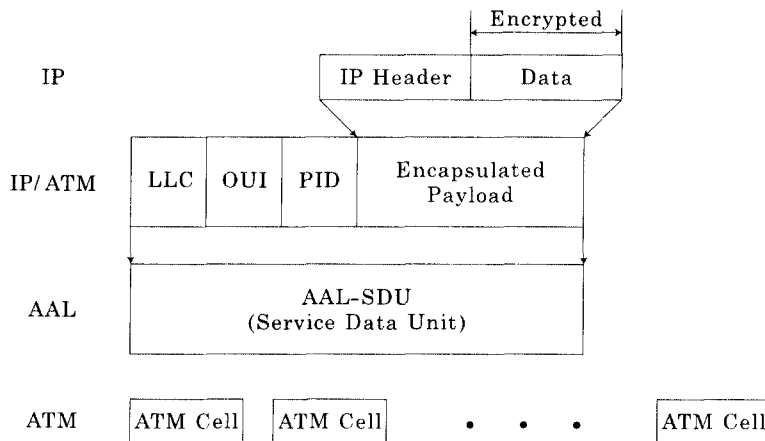 Encrypted
IP
IP Header
Data
IP/ATM
LLC
OUI
PID
Encapsulated
Payload
AAL
AAL-SDU
(Service Data Unit)
ATM
ATM Cell
ATM Cell
• • •
ATM Cell